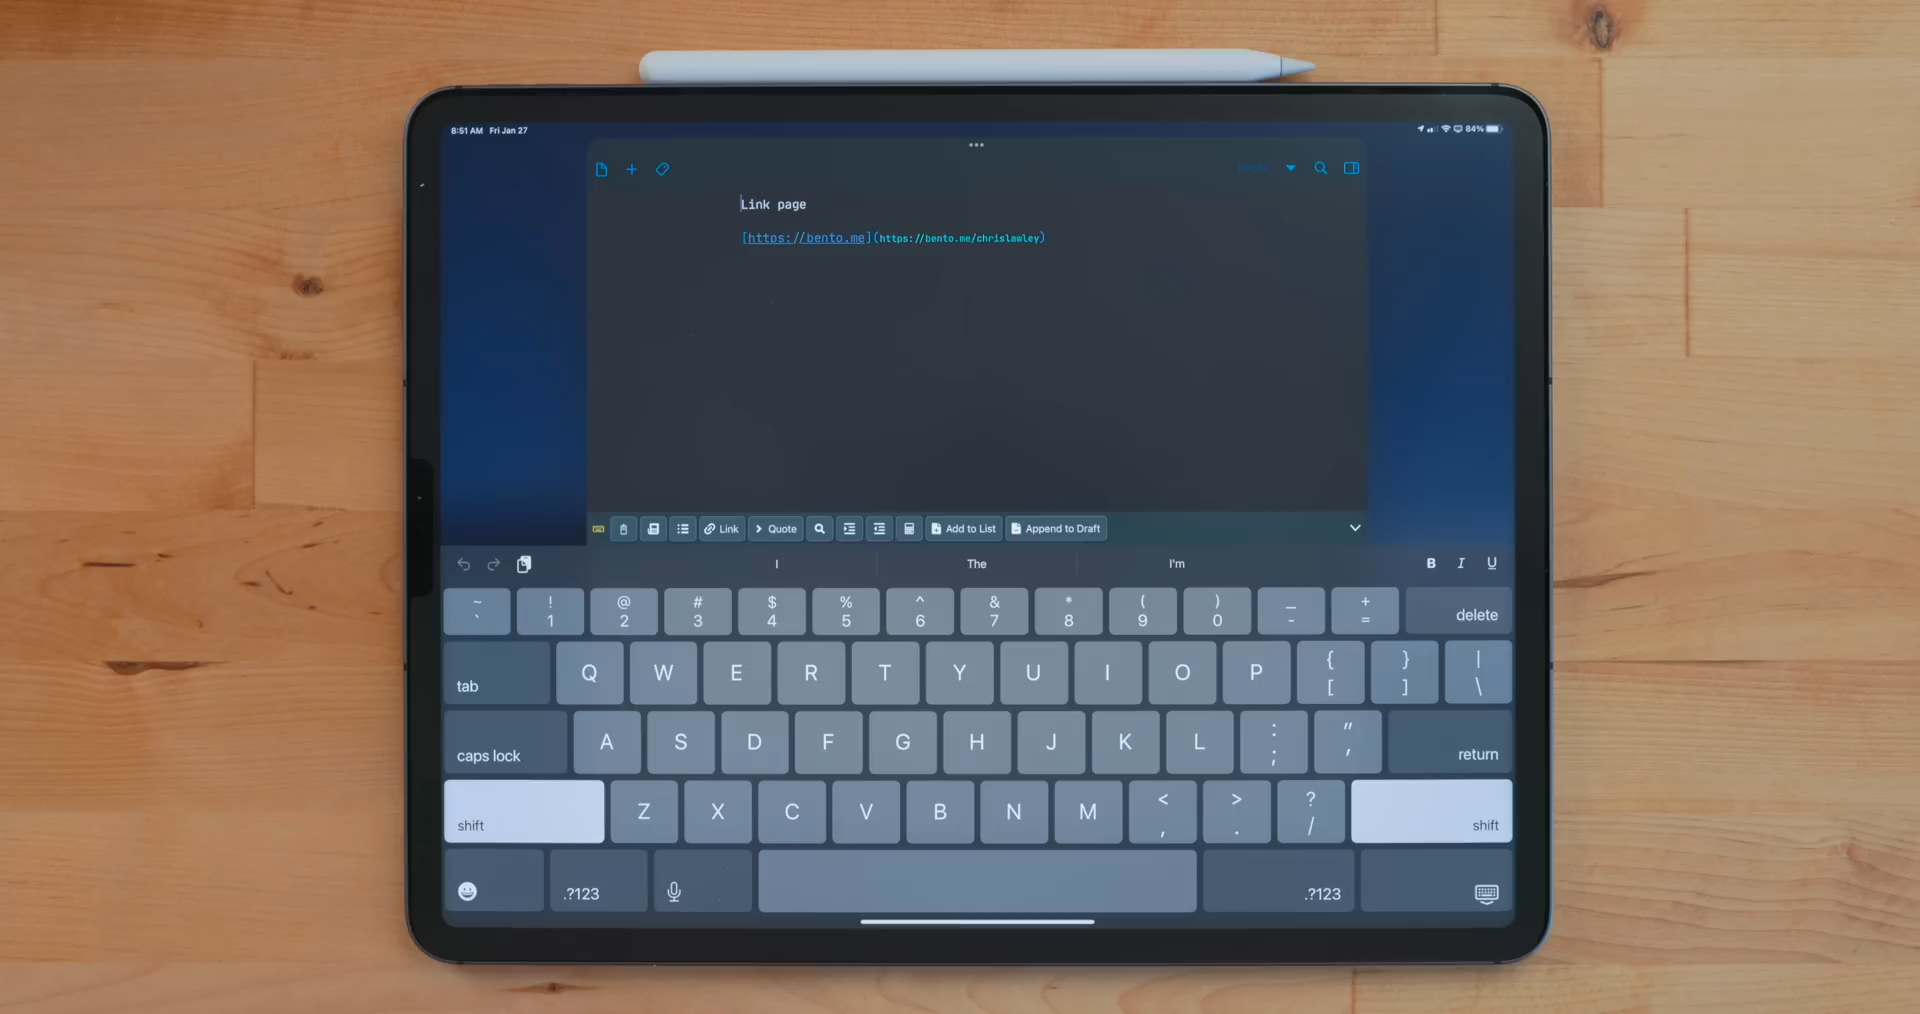 8:51 AM Fri Jan 27
84%
Link page
[https://bento.me](https://bento.me/chrislawley)
Link
Quote
Add to List
Append to Draft
I
The
I'm
B I U
~ ! @ # $ % ^ & * ( ) _ +
` 1 2 3 4 5 6 7 8 9 0 - = delete
tab Q W E R T Y U I O P { } |
[ ] \
caps lock A S D F G H J K L : "
; ' return
shift Z X C V B N M < > ?
, . / shift
.?123
.?123